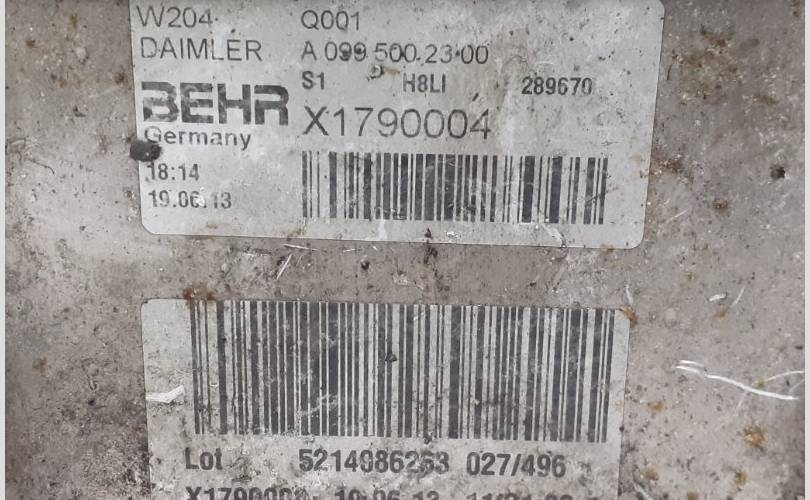 W204 Q001
DAIMLER A 099 500 23 00
S1 H8LI 289670
BEHR X1790004
Germany
18:14
19.06.13
Lot 5214986263 027/496